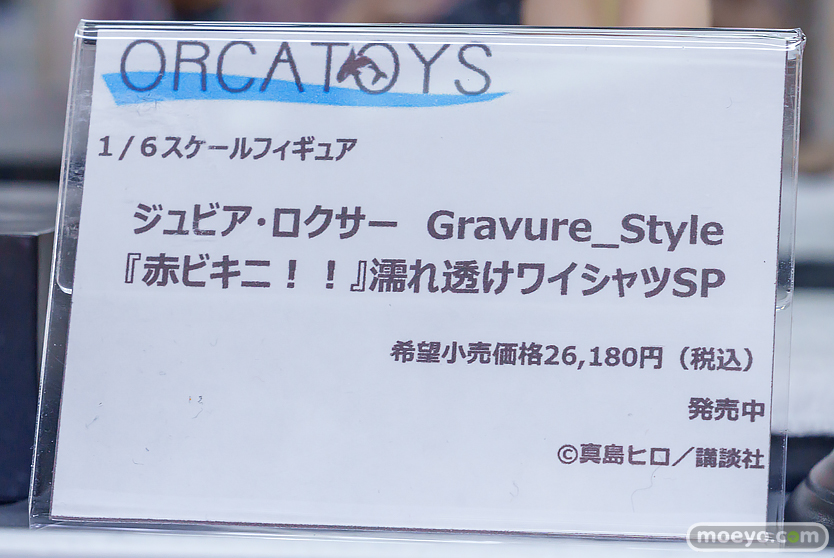 ORCATOYS
1/6スケールフィギュア
ジュビア・ロクサー Gravure_Style
『赤ビキニ！！』濡れ透けワイシャツSP
希望小売価格26,180円（税込）
発売中
©真島ヒロ／講談社
moeyo.com